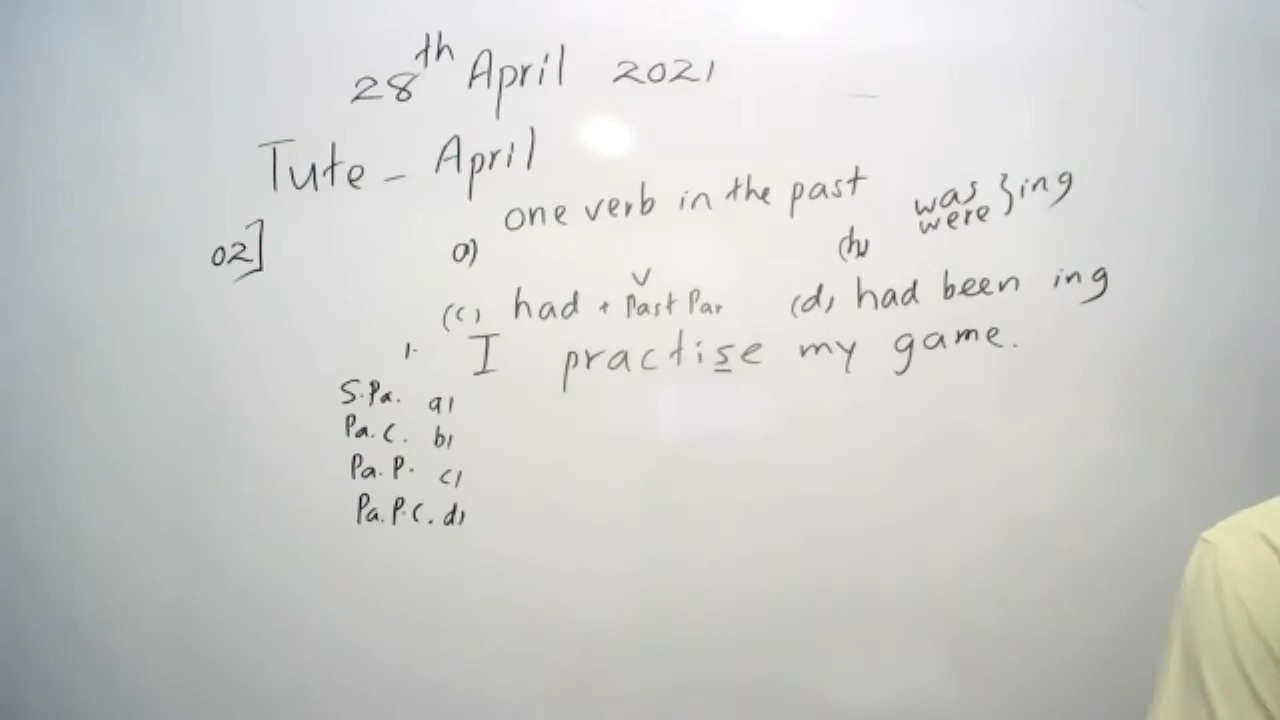 28th April 2021
Tute - April
one verb in the past
02] a) (b) was were } ing
(c) had + Past Par (d) had been ing
V
1. I practise my game.
S.Pa. a)
Pa.C. b)
Pa.P. c)
Pa.P.C. d)